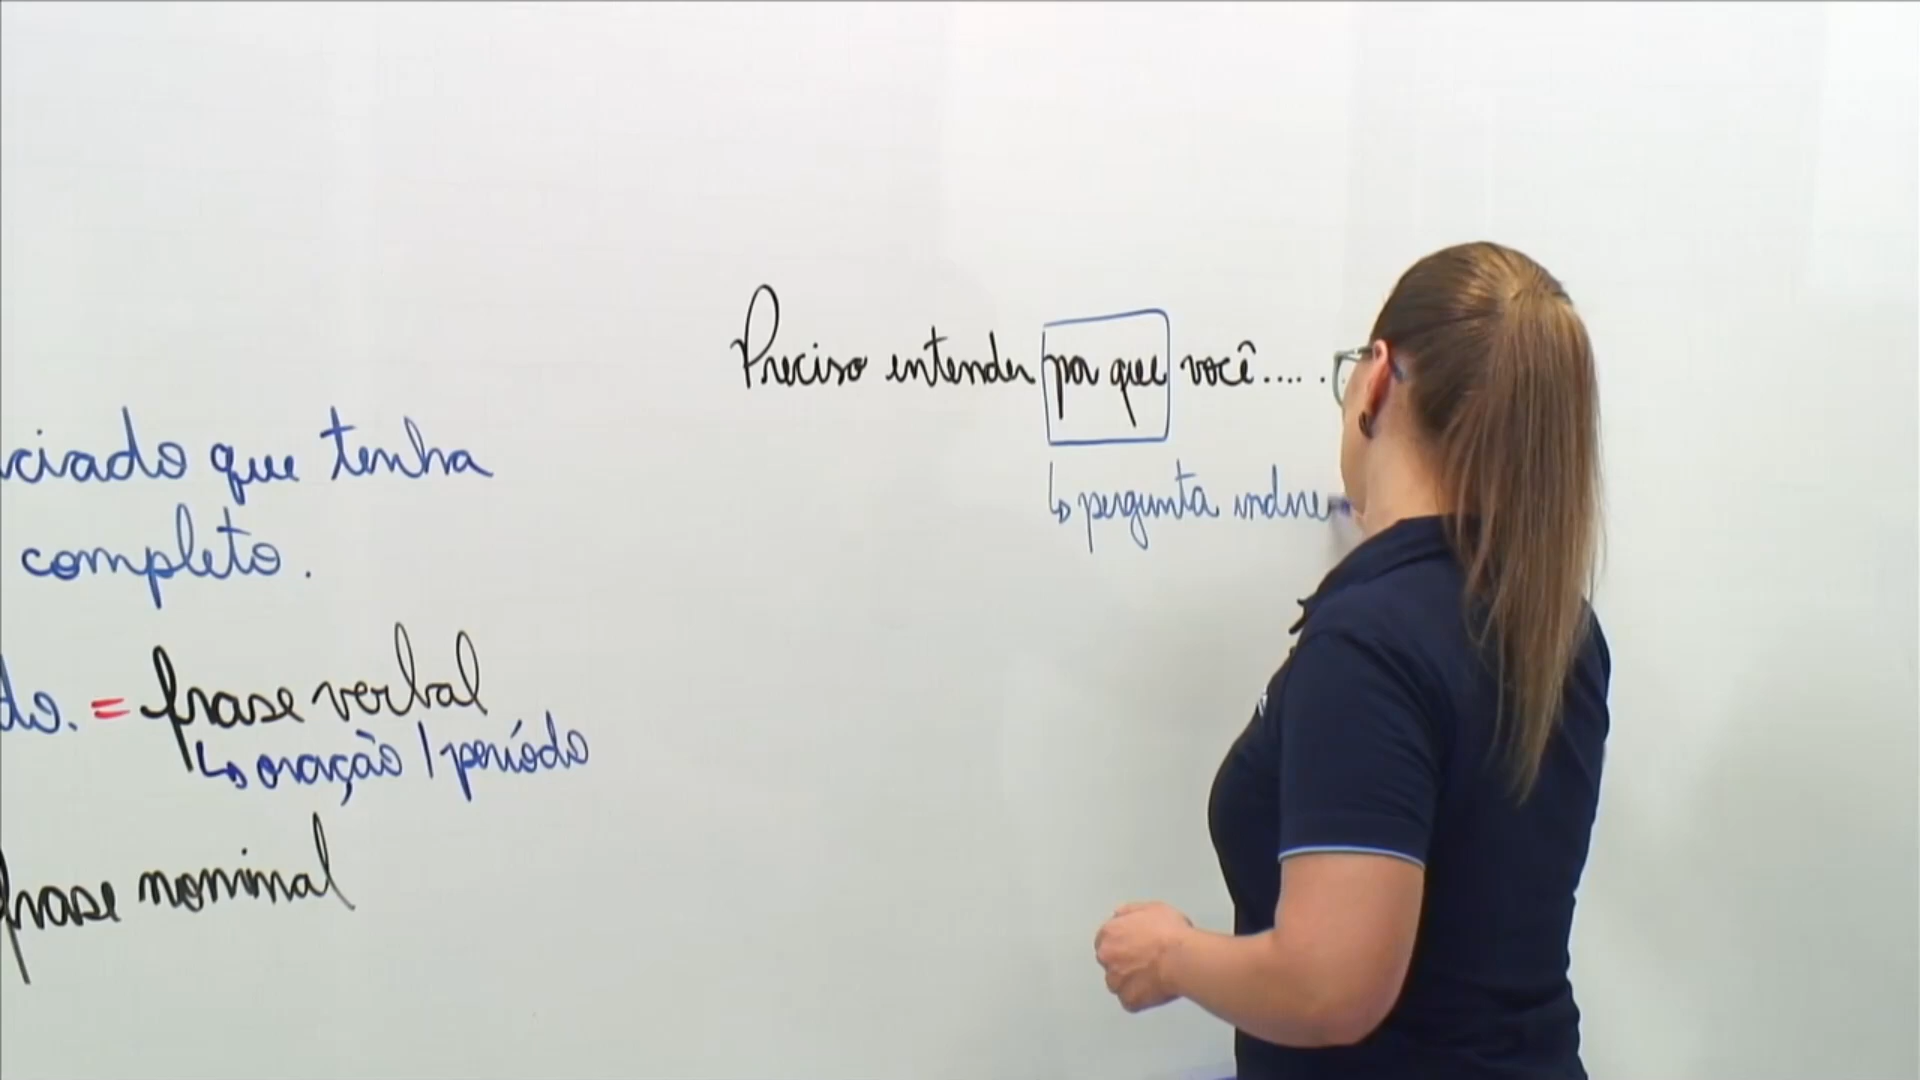 Preciso entender por que você.... .
↳ pergunta indire
ciado que tenha
completo.
do. = frase verbal
↳ oração / período
frase nominal